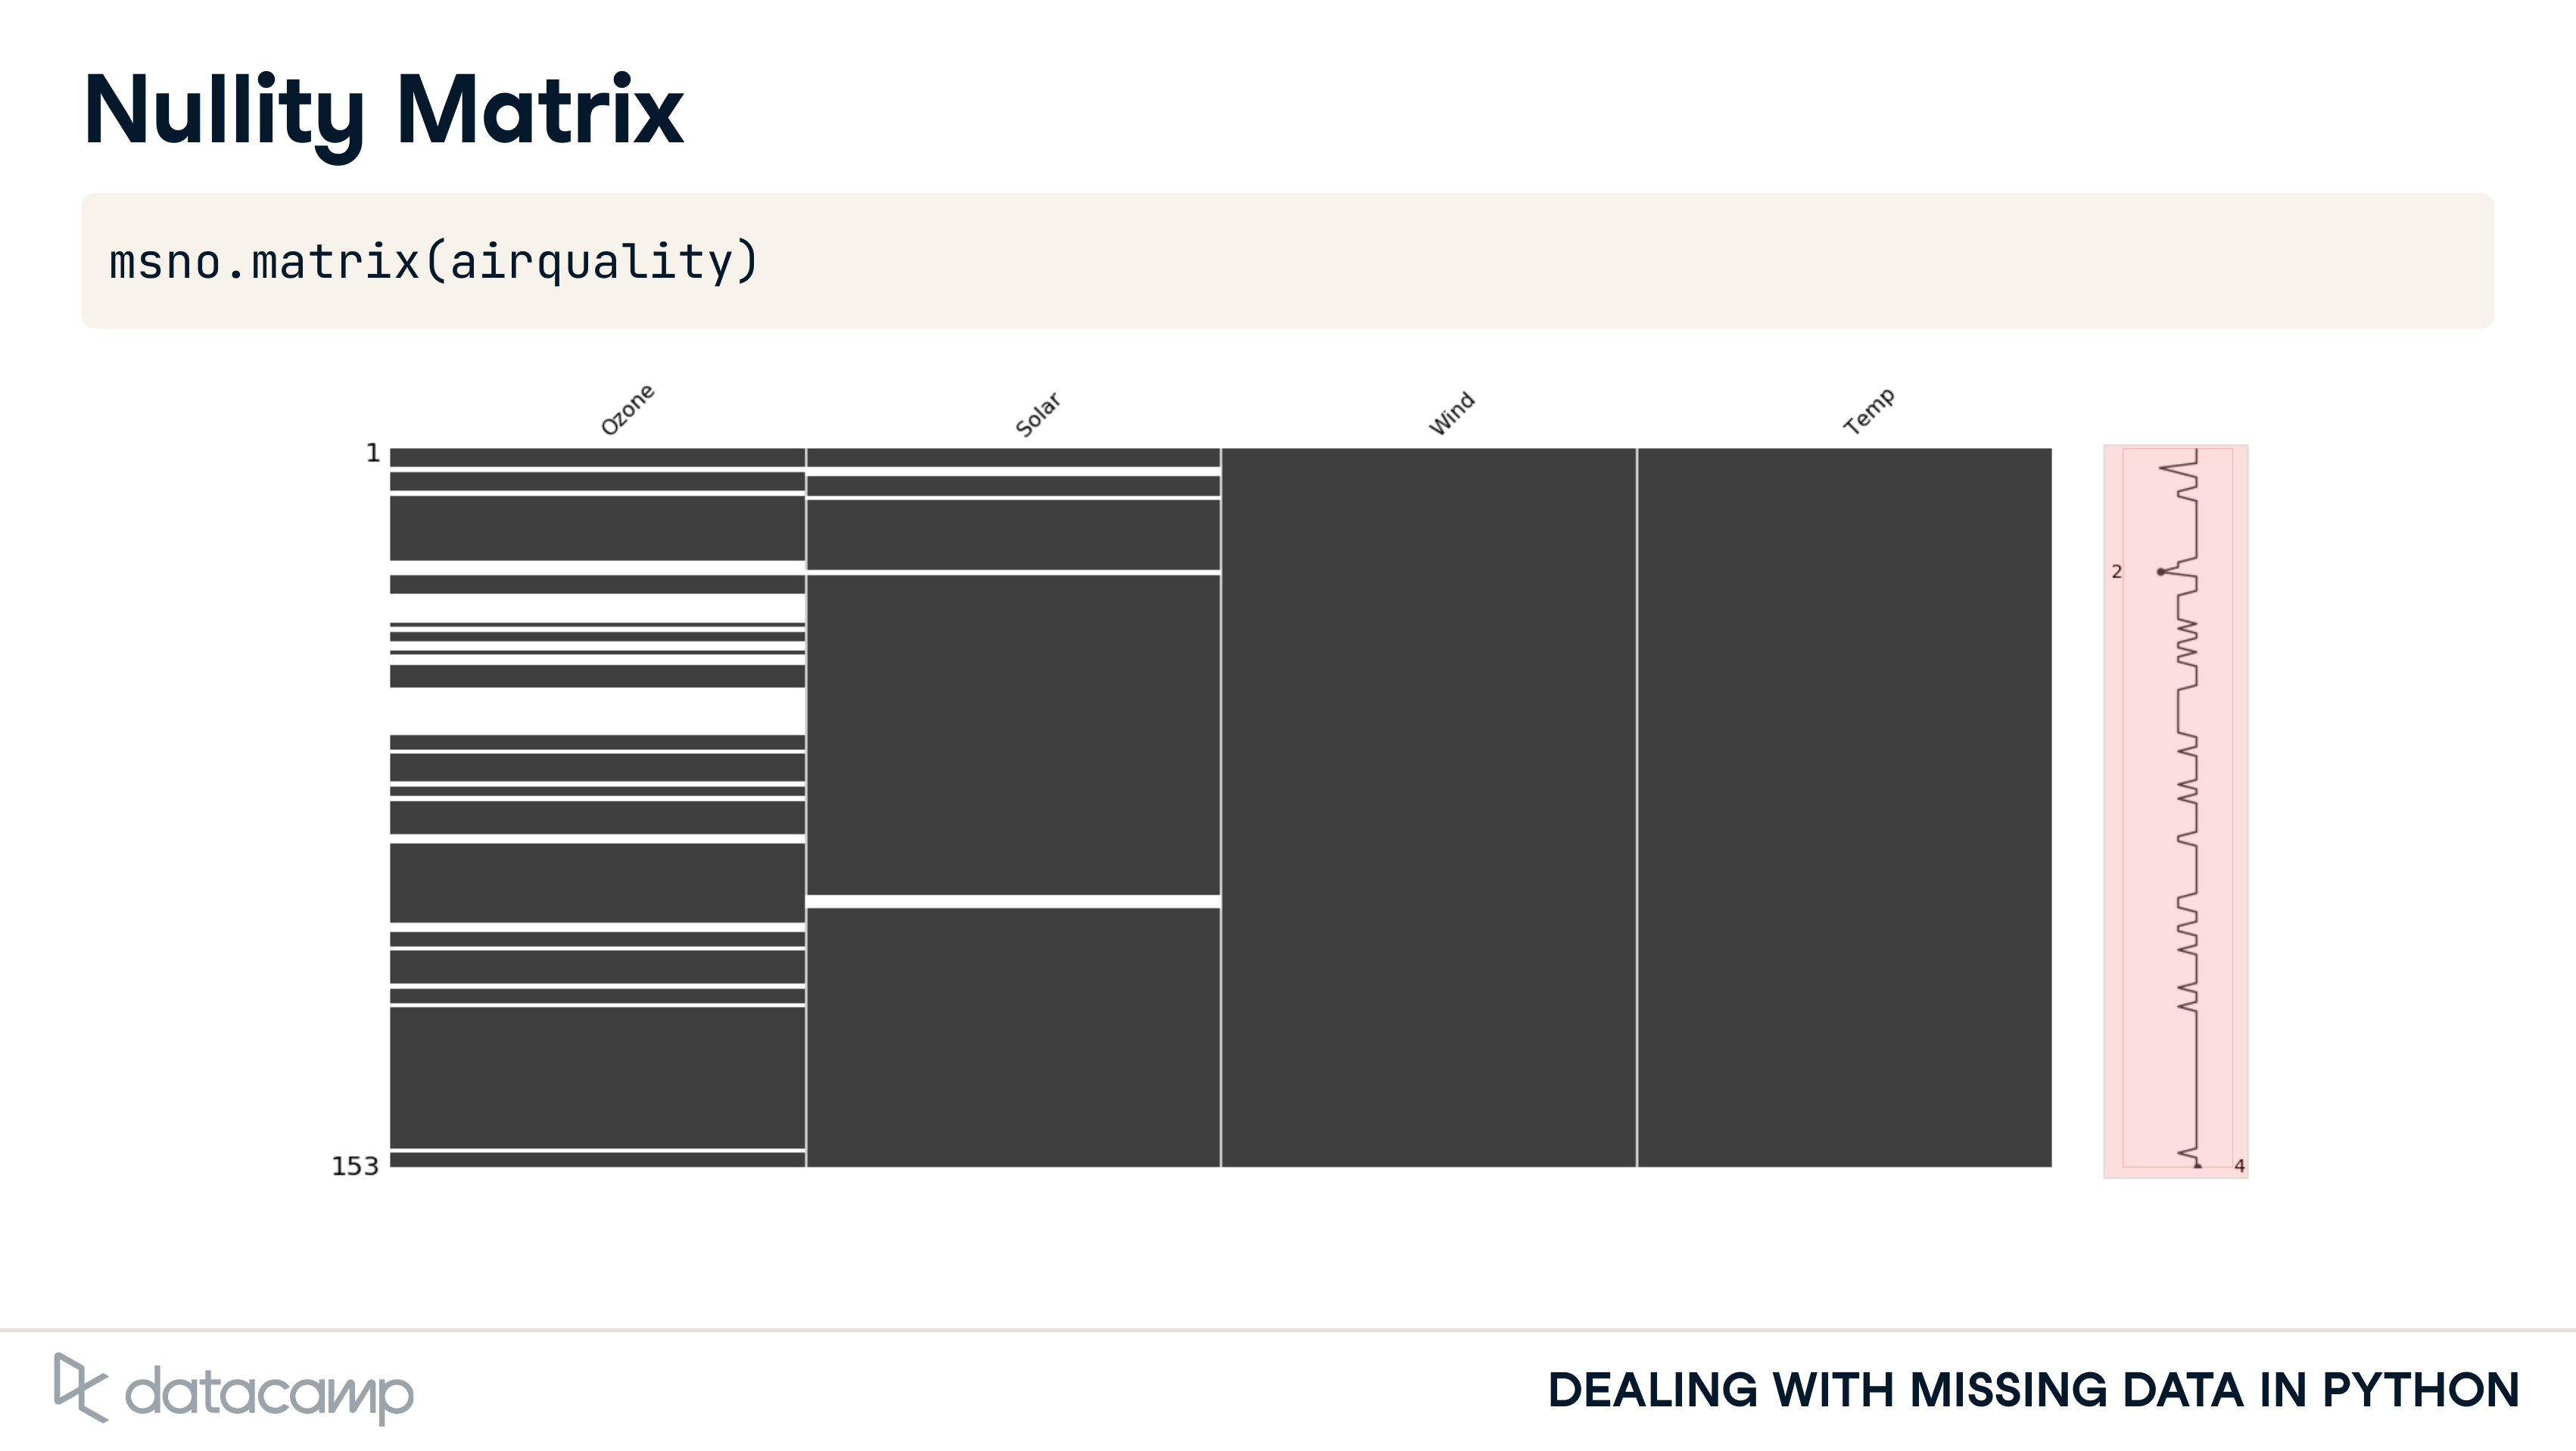 Nullity Matrix
msno.matrix(airquality)
Ozone
Solar
Wind
Temp
1
2
153
4
datacamp
DEALING WITH MISSING DATA IN PYTHON